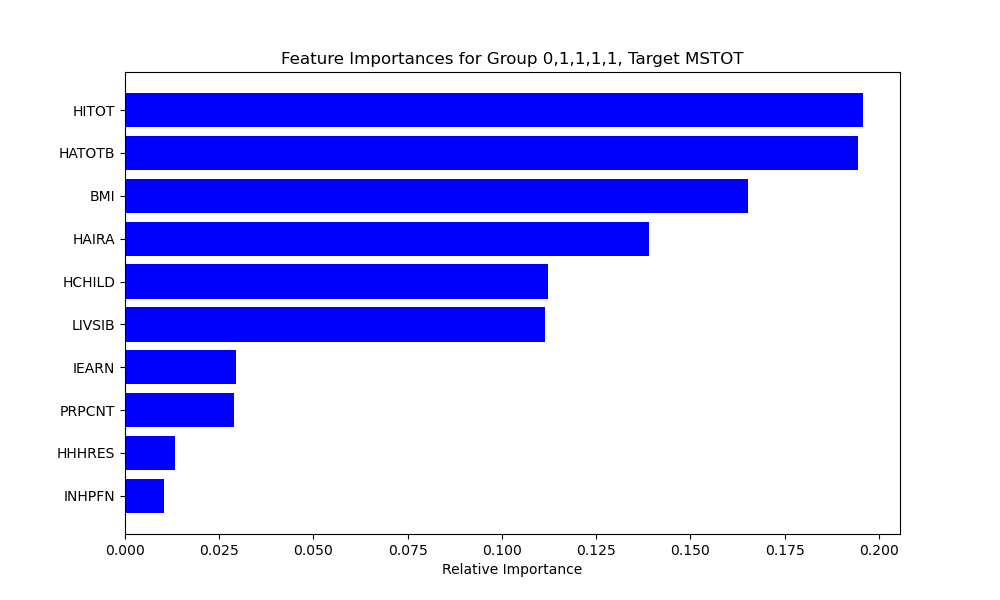 Feature Importances for Group 0,1,1,1,1, Target MSTOT
HITOT
HATOTB
BMI
HAIRA
HCHILD
LIVSIB
IEARN
PRPCNT
HHHRES
INHPFN
0.000 0.025 0.050 0.075 0.100 0.125 0.150 0.175 0.200
Relative Importance